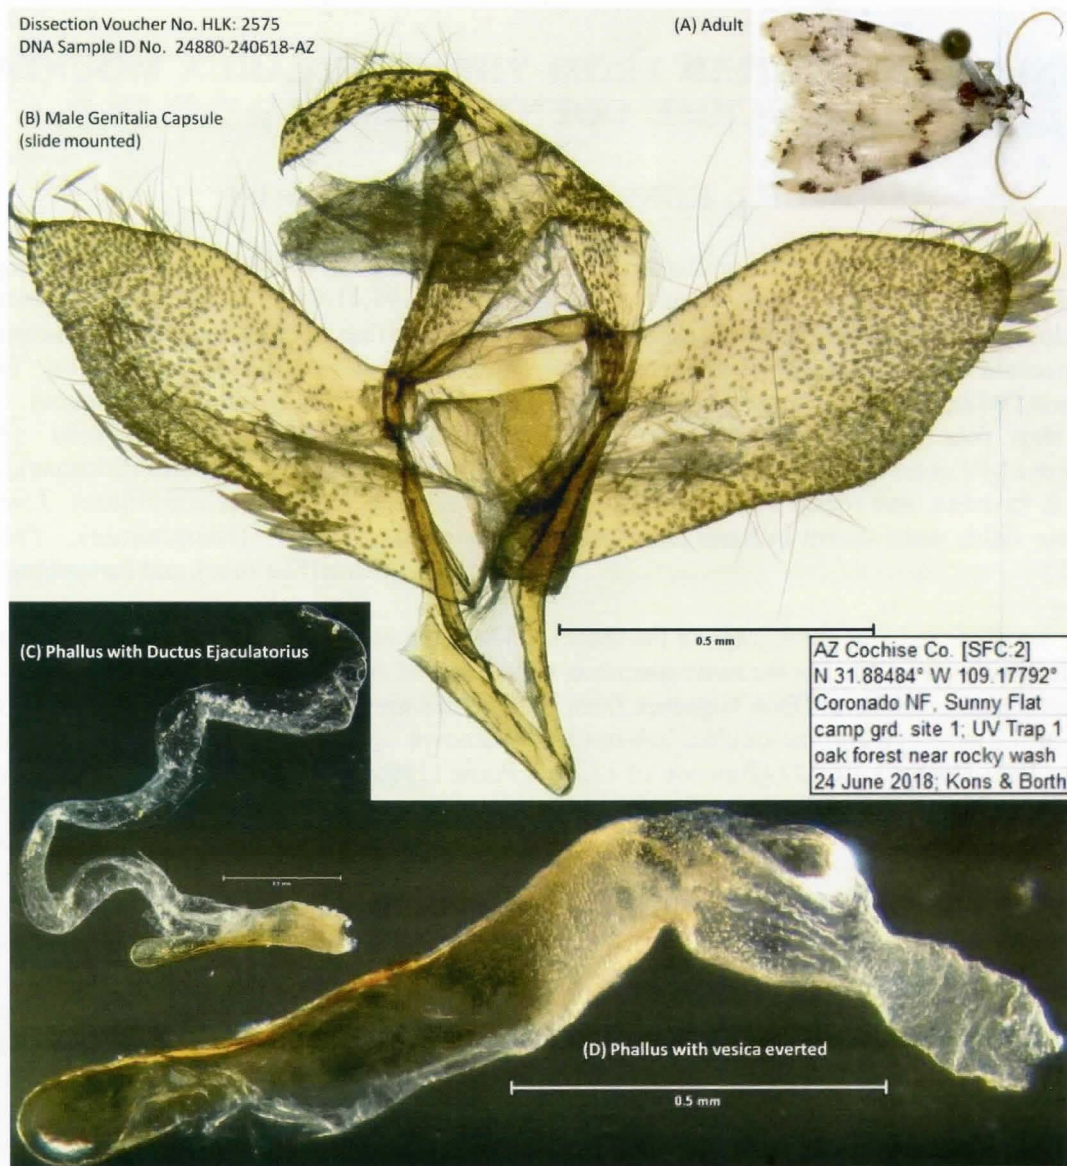 Dissection Voucher No. HLK: 2575
DNA Sample ID No. 24880-240618-AZ
(A) Adult
(B) Male Genitalia Capsule
(slide mounted)
0.5 mm
AZ Cochise Co. [SFC:2]
N 31.88484° W 109.17792°
Coronado NF, Sunny Flat
camp grd. site 1; UV Trap 1
oak forest near rocky wash
24 June 2018; Kons & Borth
(C) Phallus with Ductus Ejaculatorius
0.5 mm
(D) Phallus with vesica everted
0.5 mm